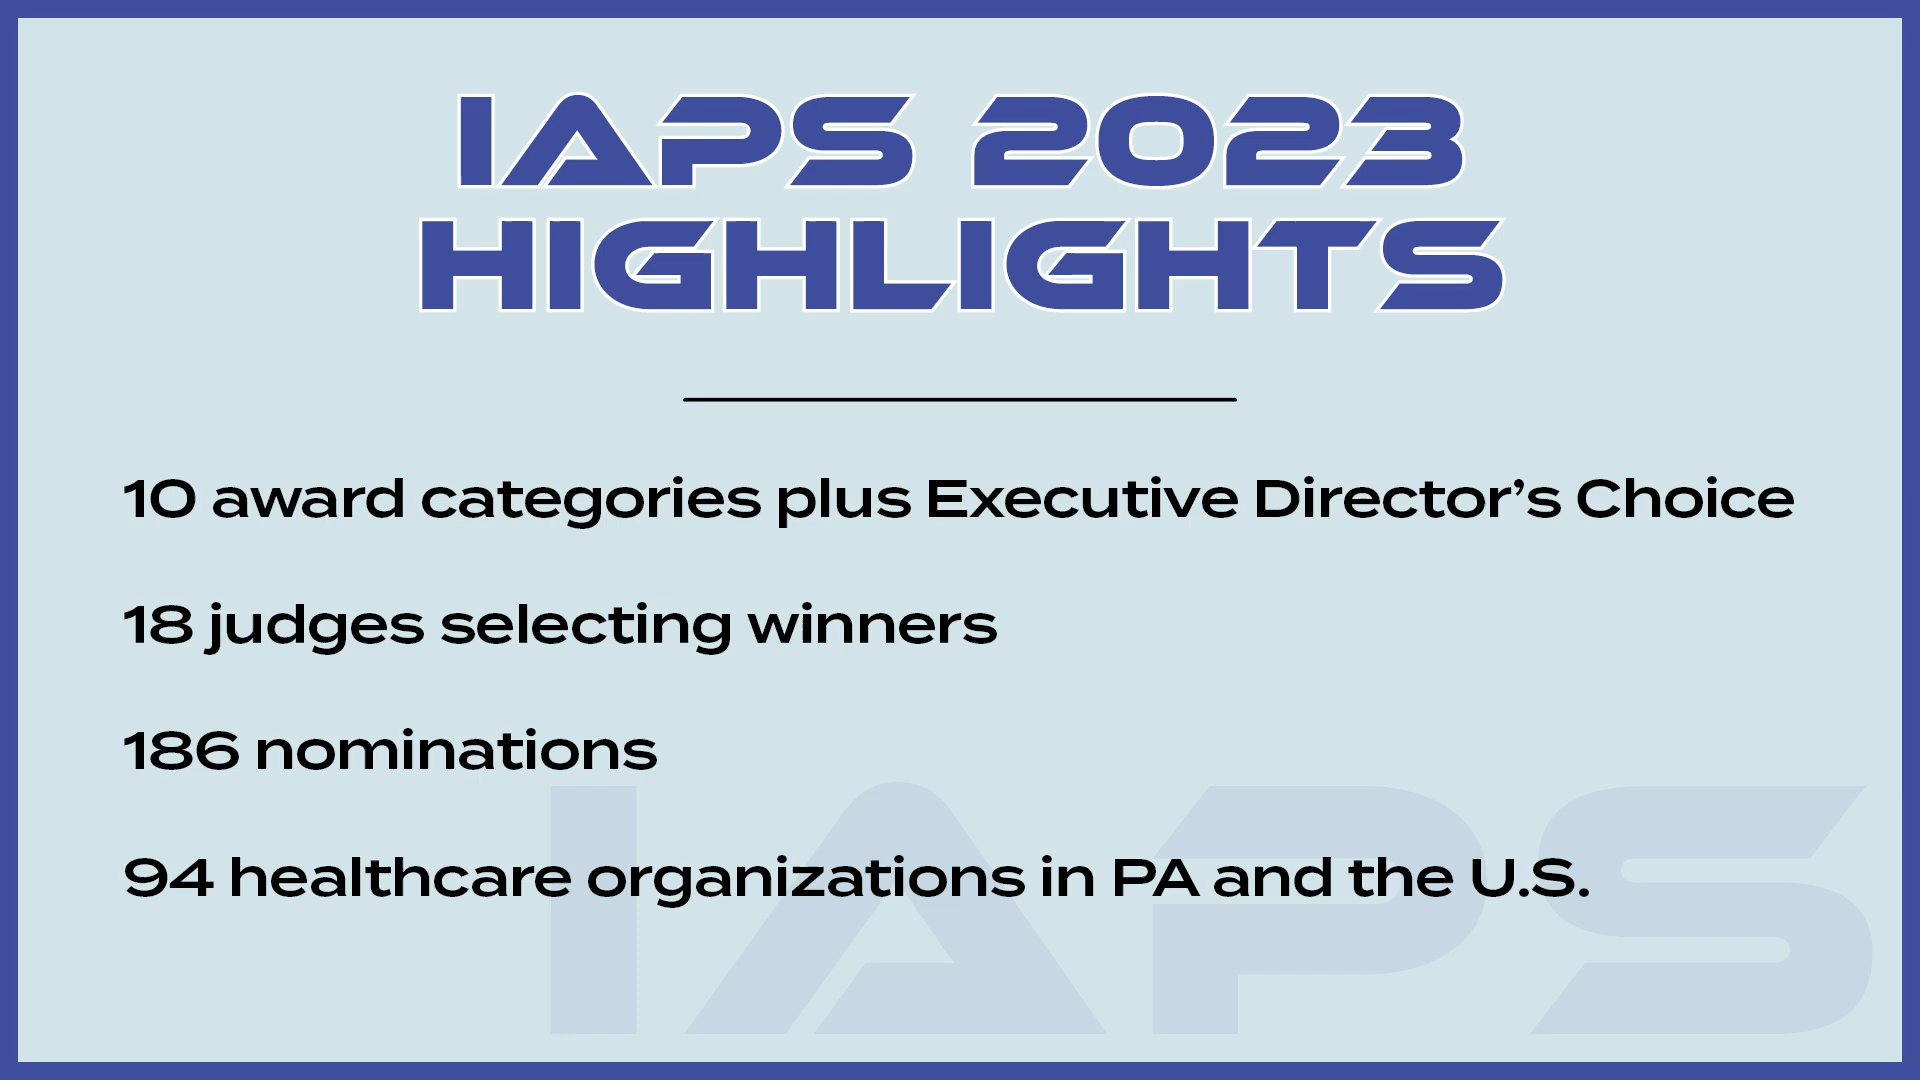 IAPS 2023
HIGHLIGHTS
10 award categories plus Executive Director’s Choice
18 judges selecting winners
186 nominations
94 healthcare organizations in PA and the U.S.
IAPS